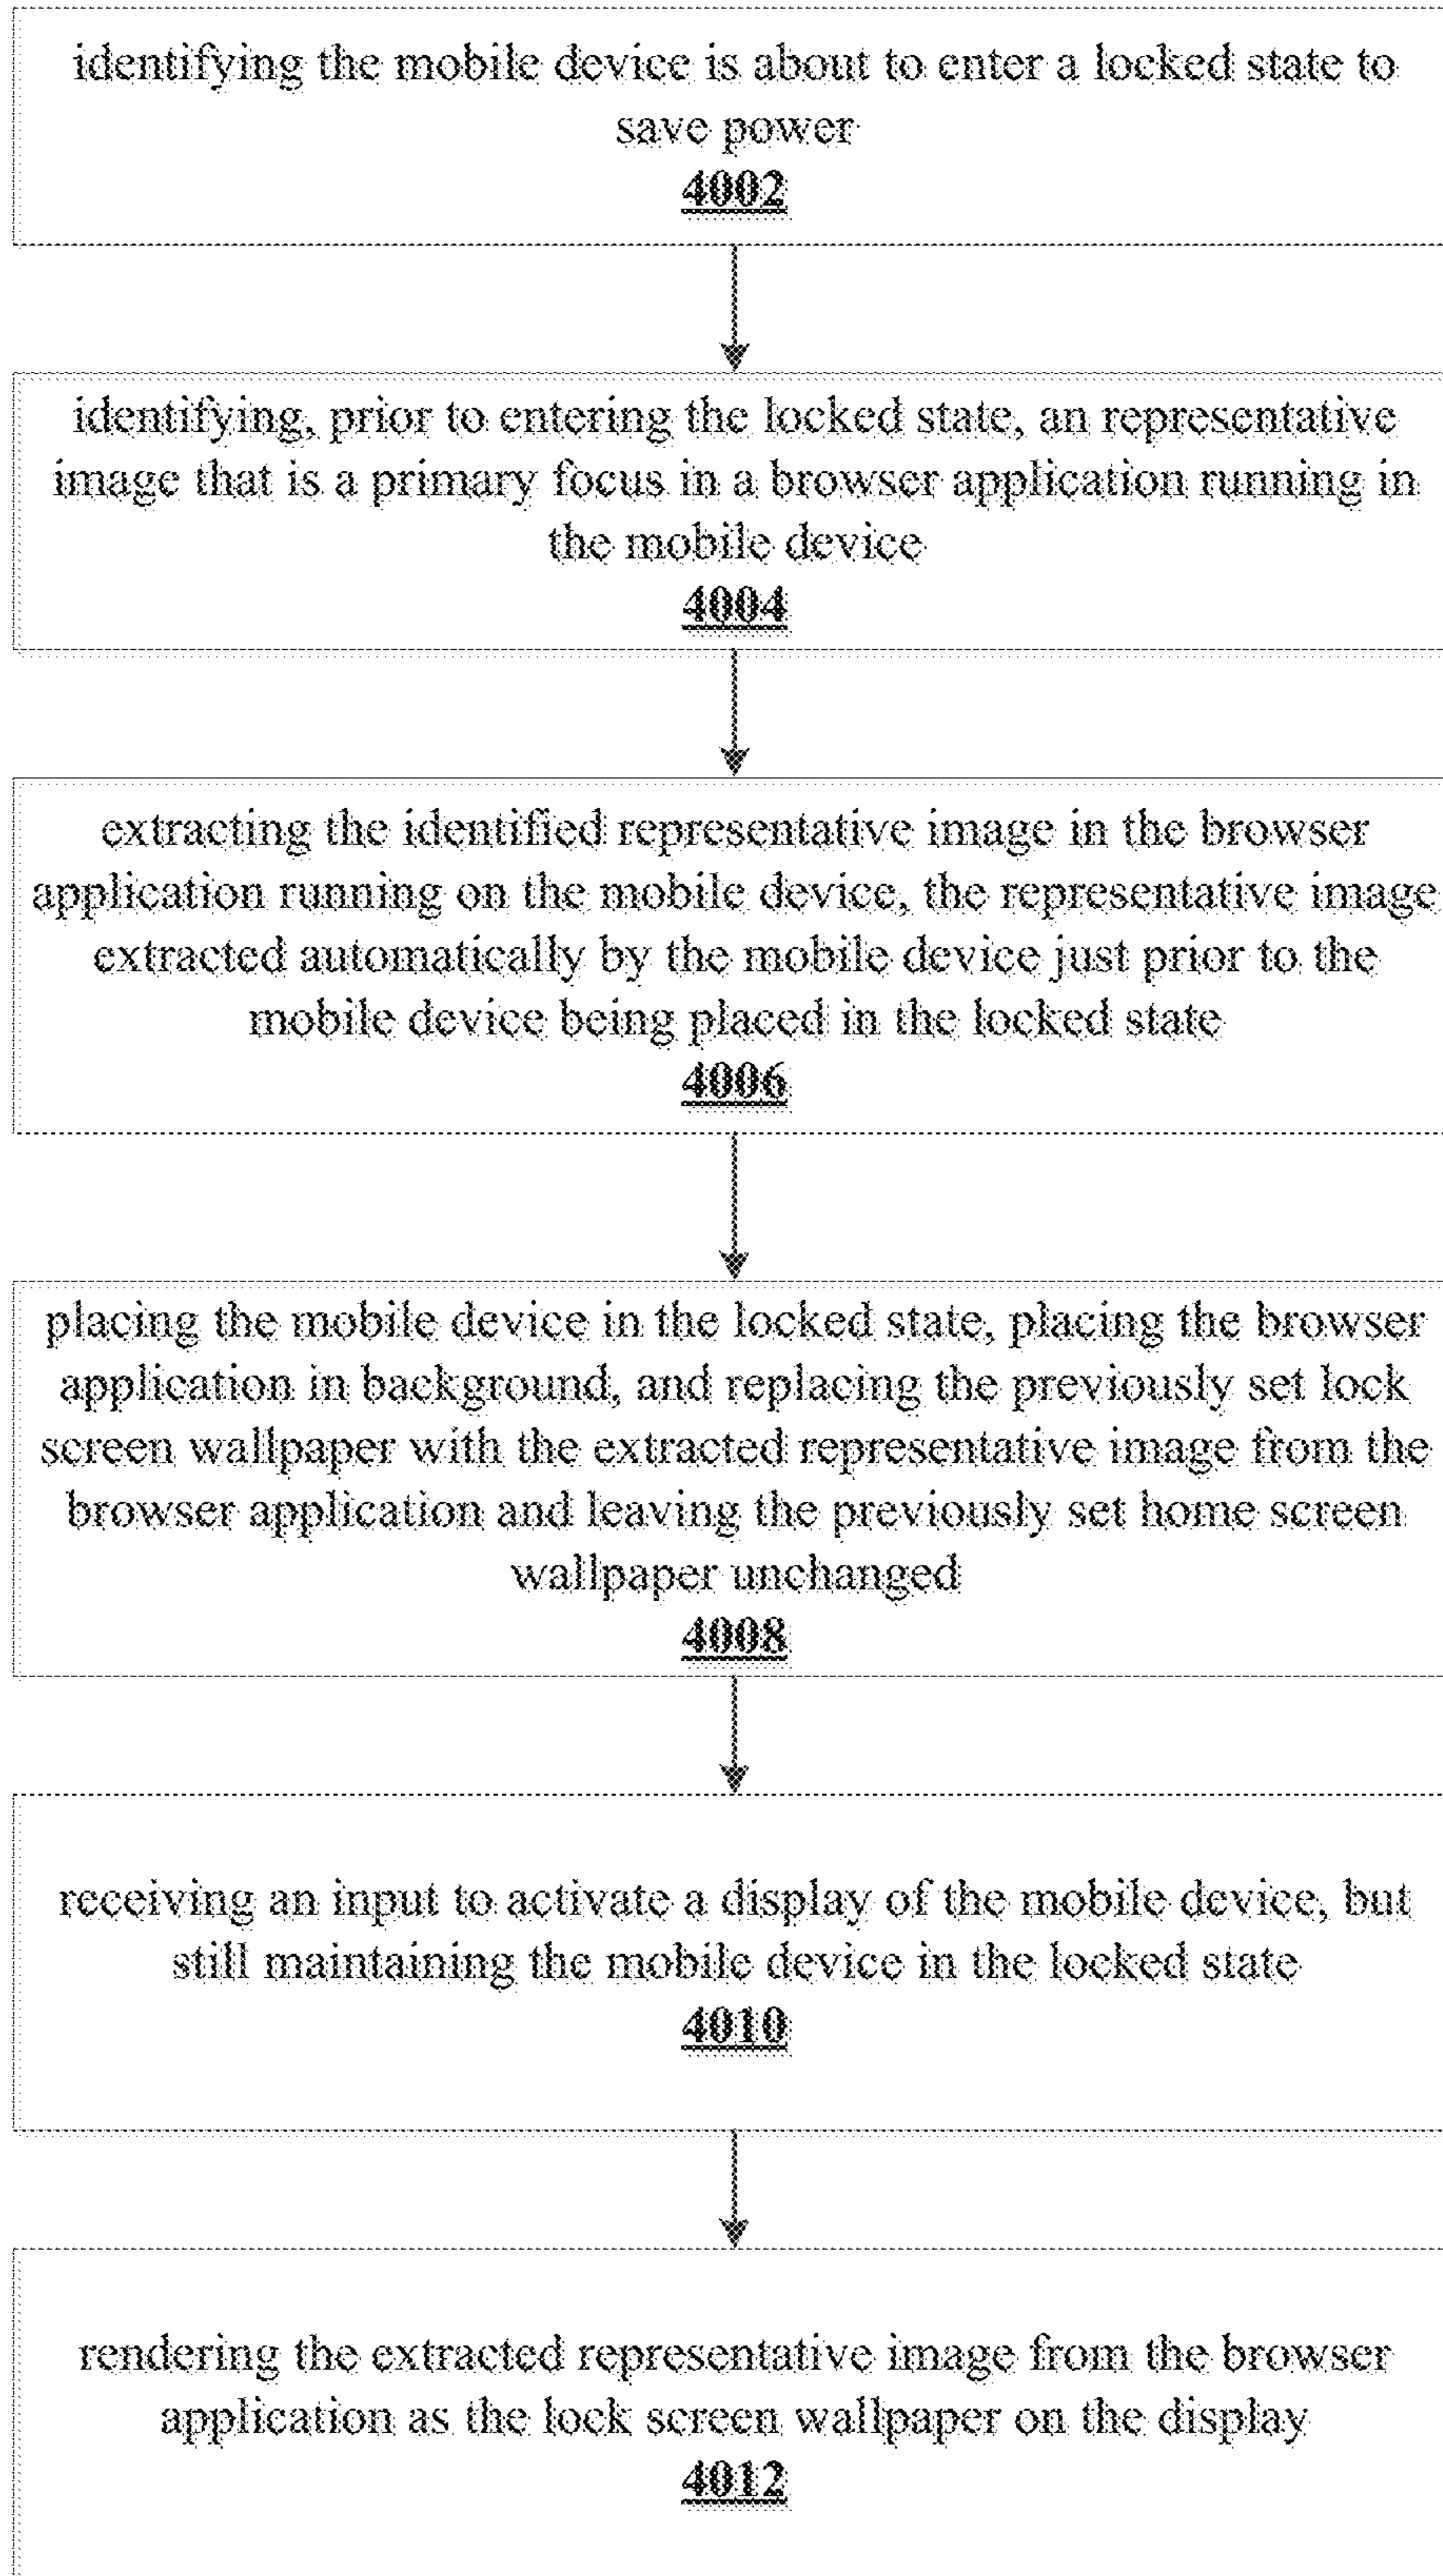 identifying the mobile device is about to enter a locked state to
save power
4002
identifying, prior to entering the locked state, an representative
image that is a primary focus in a browser application running in
the mobile device
4004
extracting the identified representative image in the browser
application running on the mobile device, the representative image
extracted automatically by the mobile device just prior to the
mobile device being placed in the locked state
4006
placing the mobile device in the locked state, placing the browser
application in background, and replacing the previously set lock
screen wallpaper with the extracted representative image from the
browser application and leaving the previously set home screen
wallpaper unchanged
4008
receiving an input to activate a display of the mobile device, but
still maintaining the mobile device in the locked state
4010
rendering the extracted representative image from the browser
application as the lock screen wallpaper on the display
4012